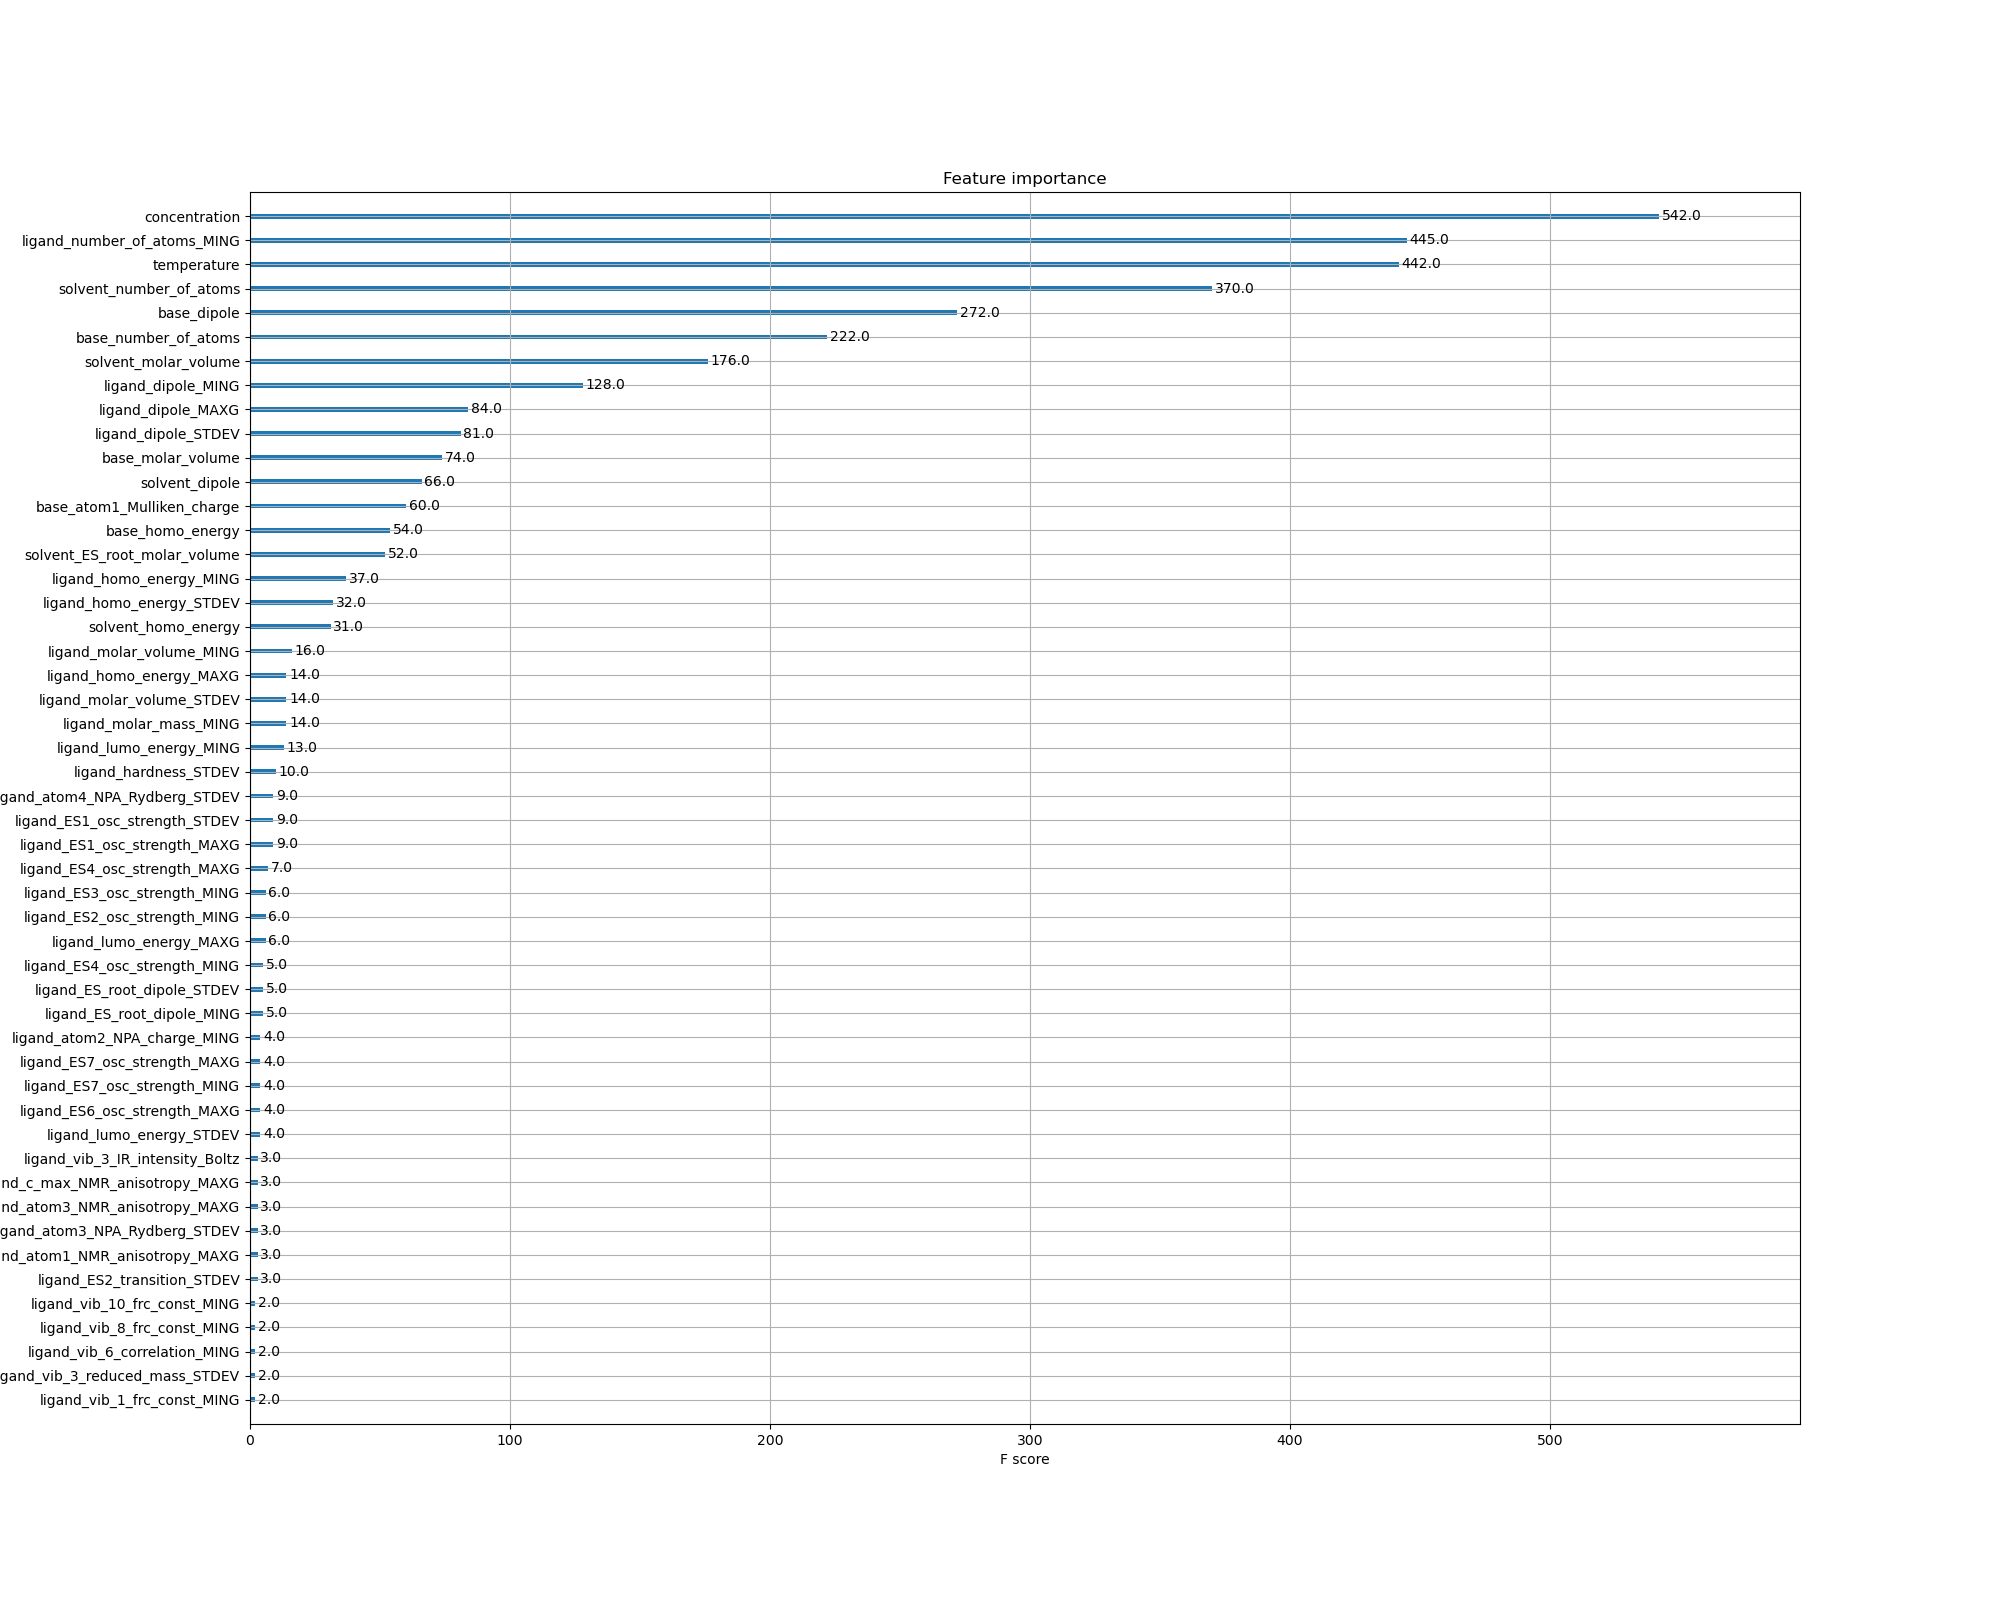 Feature importance
concentration 542.0
ligand_number_of_atoms_MING 445.0
temperature 442.0
solvent_number_of_atoms 370.0
base_dipole 272.0
base_number_of_atoms 222.0
solvent_molar_volume 176.0
ligand_dipole_MING 128.0
ligand_dipole_MAXG 84.0
ligand_dipole_STDEV 81.0
base_molar_volume 74.0
solvent_dipole 66.0
base_atom1_Mulliken_charge 60.0
base_homo_energy 54.0
solvent_ES_root_molar_volume 52.0
ligand_homo_energy_MING 37.0
ligand_homo_energy_STDEV 32.0
solvent_homo_energy 31.0
ligand_molar_volume_MING 16.0
ligand_homo_energy_MAXG 14.0
ligand_molar_volume_STDEV 14.0
ligand_molar_mass_MING 14.0
ligand_lumo_energy_MING 13.0
ligand_hardness_STDEV 10.0
gand_atom4_NPA_Rydberg_STDEV 9.0
ligand_ES1_osc_strength_STDEV 9.0
ligand_ES1_osc_strength_MAXG 9.0
ligand_ES4_osc_strength_MAXG 7.0
ligand_ES3_osc_strength_MING 6.0
ligand_ES2_osc_strength_MING 6.0
ligand_lumo_energy_MAXG 6.0
ligand_ES4_osc_strength_MING 5.0
ligand_ES_root_dipole_STDEV 5.0
ligand_ES_root_dipole_MING 5.0
ligand_atom2_NPA_charge_MING 4.0
ligand_ES7_osc_strength_MAXG 4.0
ligand_ES7_osc_strength_MING 4.0
ligand_ES6_osc_strength_MAXG 4.0
ligand_lumo_energy_STDEV 4.0
ligand_vib_3_IR_intensity_Boltz 3.0
nd_c_max_NMR_anisotropy_MAXG 3.0
nd_atom3_NMR_anisotropy_MAXG 3.0
gand_atom3_NPA_Rydberg_STDEV 3.0
nd_atom1_NMR_anisotropy_MAXG 3.0
ligand_ES2_transition_STDEV 3.0
ligand_vib_10_frc_const_MING 2.0
ligand_vib_8_frc_const_MING 2.0
ligand_vib_6_correlation_MING 2.0
gand_vib_3_reduced_mass_STDEV 2.0
ligand_vib_1_frc_const_MING 2.0
0 100 200 300 400 500
F score